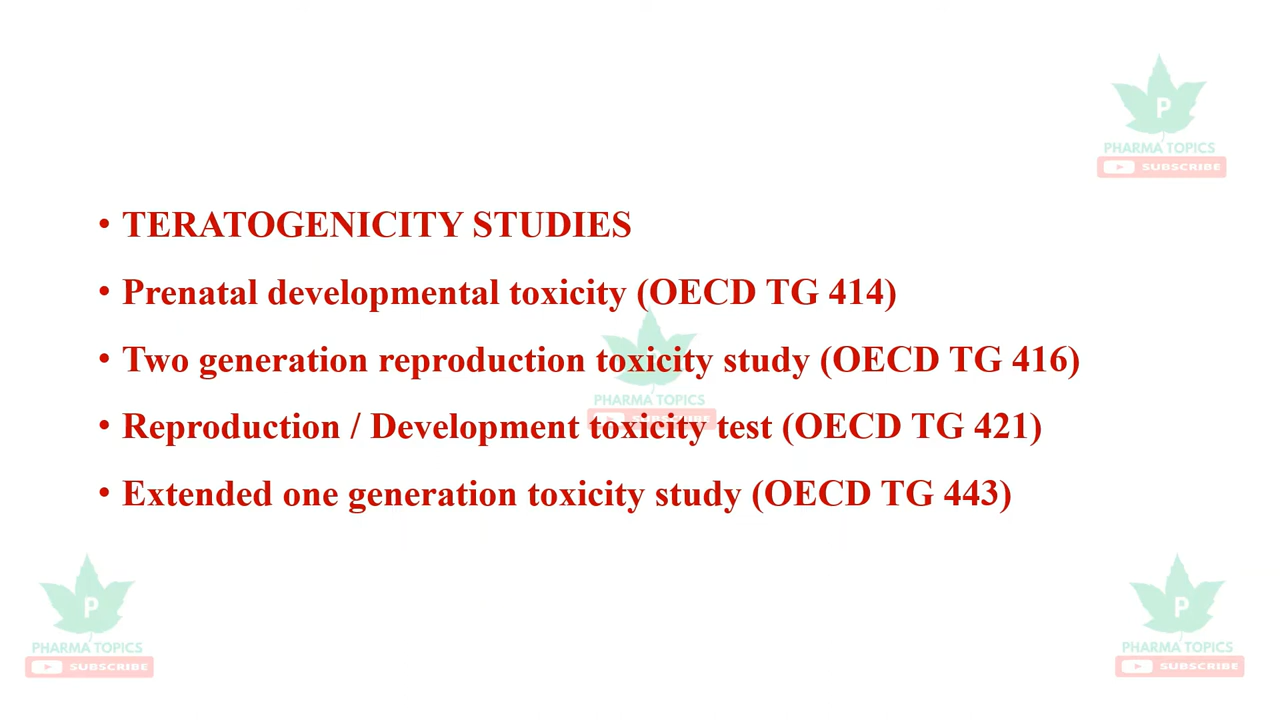 P
PHARMA TOPICS
SUBSCRIBE
• TERATOGENICITY STUDIES
• Prenatal developmental toxicity (OECD TG 414)
• Two generation reproduction toxicity study (OECD TG 416)
PHARMA TOPICS
SUBSCRIBE
• Reproduction / Development toxicity test (OECD TG 421)
• Extended one generation toxicity study (OECD TG 443)
P
PHARMA TOPICS
SUBSCRIBE
P
PHARMA TOPICS
SUBSCRIBE